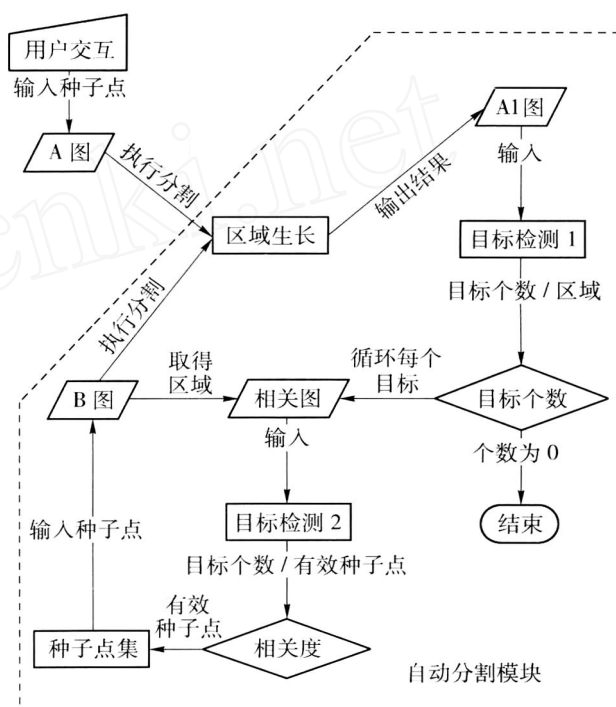 用户交互
输入种子点
A 图
执行分割
区域生长
输出结果
A1图
输入
目标检测 1
目标个数 / 区域
目标个数
个数为 0
结束
循环每个
目标
执行分割
B 图
取得
区域
相关图
输入
目标检测 2
目标个数 / 有效种子点
相关度
有效
种子点
种子点集
输入种子点
自动分割模块
cnki.net